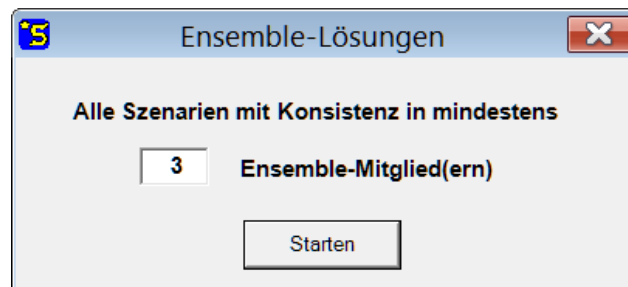 Ensemble-Lösungen
Alle Szenarien mit Konsistenz in mindestens
3 Ensemble-Mitglied(ern)
Starten